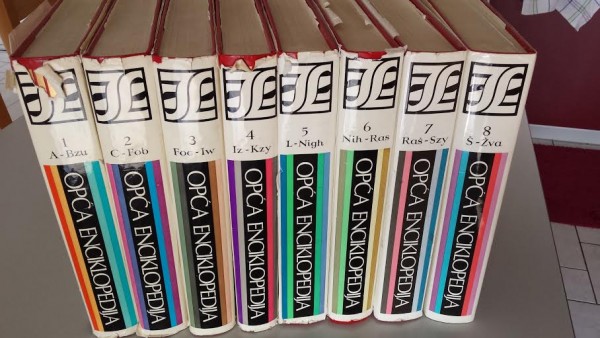 1
A-Bzu
OPĆA ENCIKLOPEDIJA
2
C-Fob
OPĆA ENCIKLOPEDIJA
3
Foc-Iw
OPĆA ENCIKLOPEDIJA
4
Iz-Kzy
OPĆA ENCIKLOPEDIJA
5
L-Nigh
OPĆA ENCIKLOPEDIJA
6
Nih-Ras
OPĆA ENCIKLOPEDIJA
7
Raš-Szy
OPĆA ENCIKLOPEDIJA
8
Š-Žva
OPĆA ENCIKLOPEDIJA